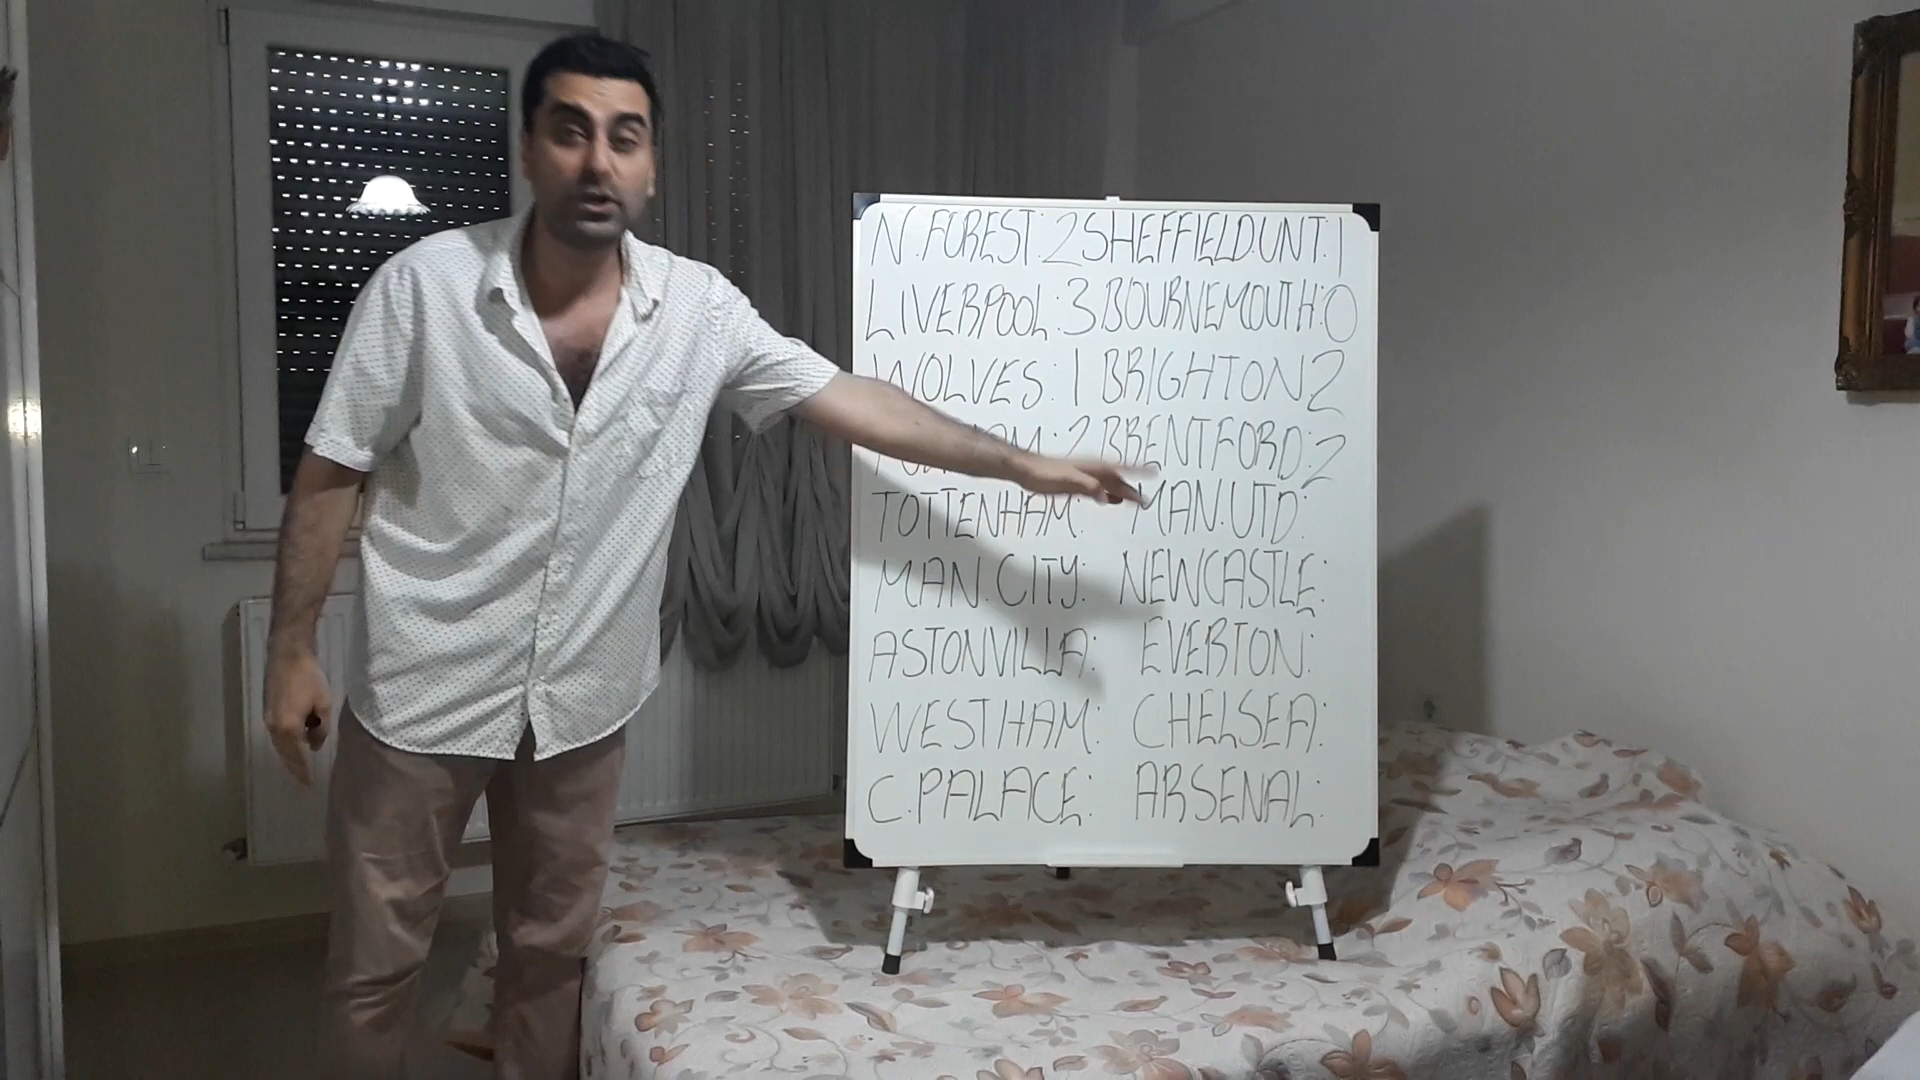 N.FOREST:2 SHEFFIELD.UNT:1
LIVERPOOL:3 BOURNEMOUTH:0
WOLVES:1 BRIGHTON2
:2 BRENTFORD:2
TOTTENHAM: MAN.UTD:
MAN.CITY: NEWCASTLE:
ASTONVILLA: EVERTON:
WESTHAM: CHELSEA:
C.PALACE: ARSENAL: